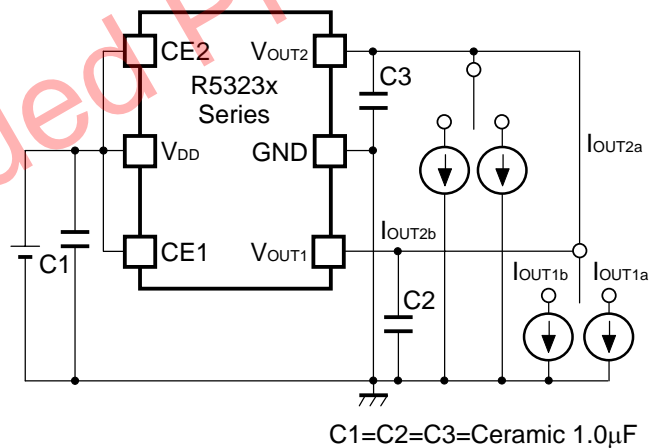 ded P
CE2
VOUT2
R5323x
Series
C3
VDD
GND
IOUT2a
CE1
VOUT1
IOUT2b
C1
C2
IOUT1b
IOUT1a
C1=C2=C3=Ceramic 1.0μF